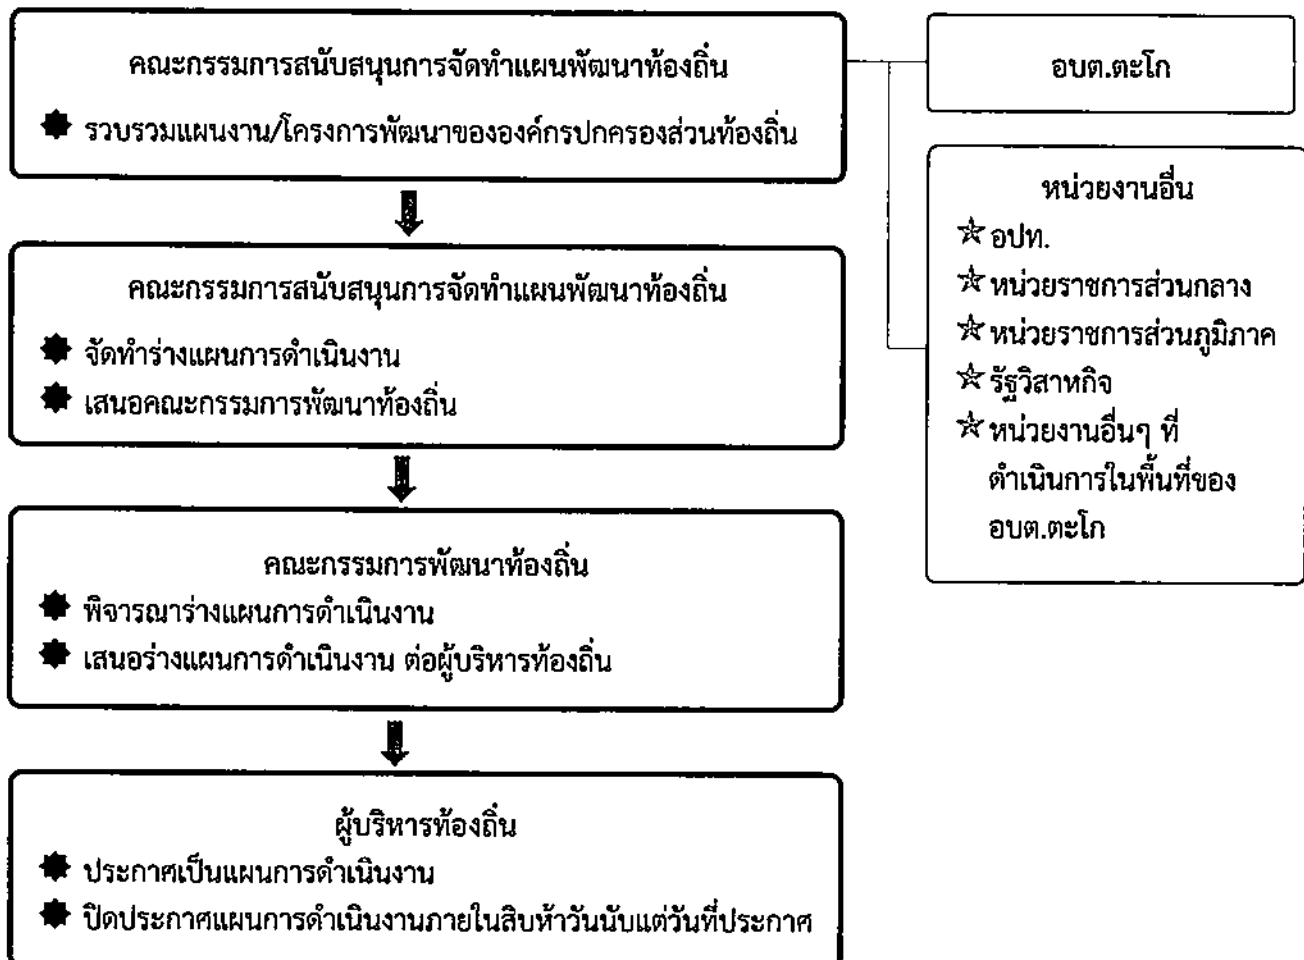 คณะกรรมการสนับสนุนการจัดทำแผนพัฒนาท้องถิ่น
รวบรวมแผนงาน/โครงการพัฒนาขององค์กรปกครองส่วนท้องถิ่น
อบต.ตะโก
หน่วยงานอื่น
อปท.
หน่วยราชการส่วนกลาง
หน่วยราชการส่วนภูมิภาค
รัฐวิสาหกิจ
หน่วยงานอื่นๆ ที่
ดำเนินการในพื้นที่ของ
อบต.ตะโก
คณะกรรมการสนับสนุนการจัดทำแผนพัฒนาท้องถิ่น
จัดทำร่างแผนการดำเนินงาน
เสนอคณะกรรมการพัฒนาท้องถิ่น
คณะกรรมการพัฒนาท้องถิ่น
พิจารณาร่างแผนการดำเนินงาน
เสนอร่างแผนการดำเนินงาน ต่อผู้บริหารท้องถิ่น
ผู้บริหารท้องถิ่น
ประกาศเป็นแผนการดำเนินงาน
ปิดประกาศแผนการดำเนินงานภายในสิบห้าวันนับแต่วันที่ประกาศ